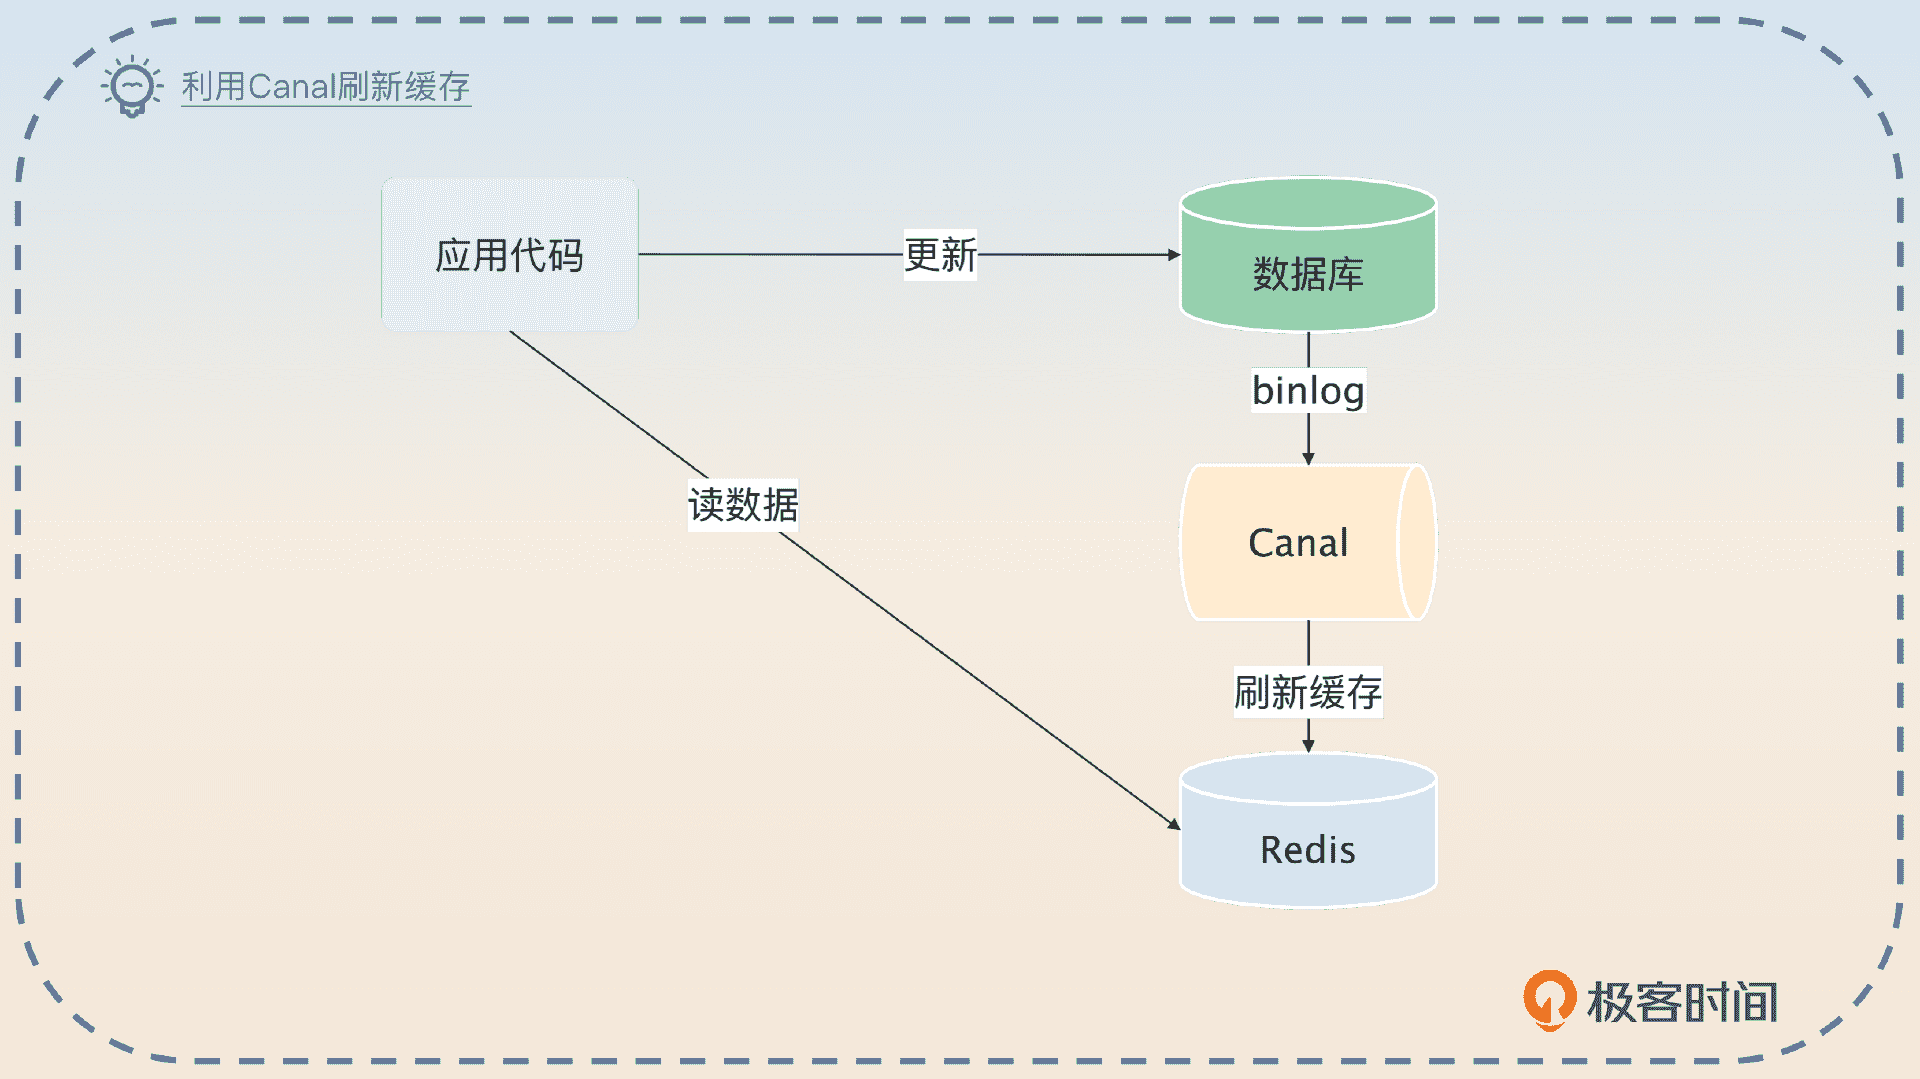 利用Canal刷新缓存
应用代码
更新
数据库
binlog
读数据
Canal
刷新缓存
Redis
极客时间